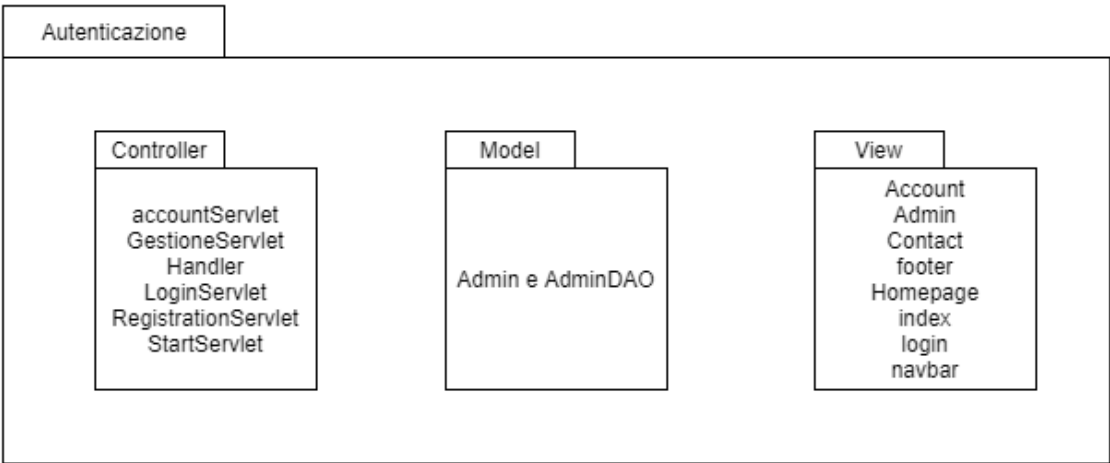 Autenticazione
Controller
accountServlet
GestioneServlet
Handler
LoginServlet
RegistrationServlet
StartServlet
Model
Admin e AdminDAO
View
Account
Admin
Contact
footer
Homepage
index
login
navbar